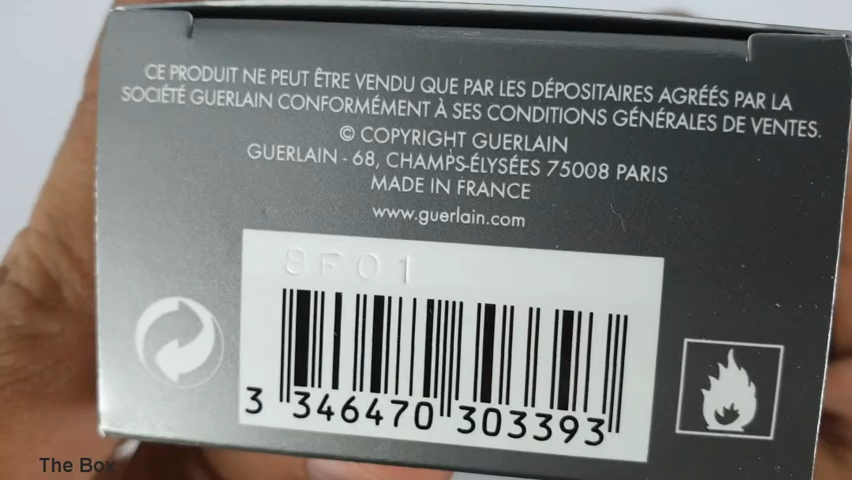 CE PRODUIT NE PEUT ÊTRE VENDU QUE PAR LES DÉPOSITAIRES AGRÉÉS PAR LA
SOCIÉTÉ GUERLAIN CONFORMÉMENT À SES CONDITIONS GÉNÉRALES DE VENTES.
© COPYRIGHT GUERLAIN
GUERLAIN - 68, CHAMPS-ÉLYSÉES 75008 PARIS
MADE IN FRANCE
www.guerlain.com
8F01
3 346470 303393
The Box